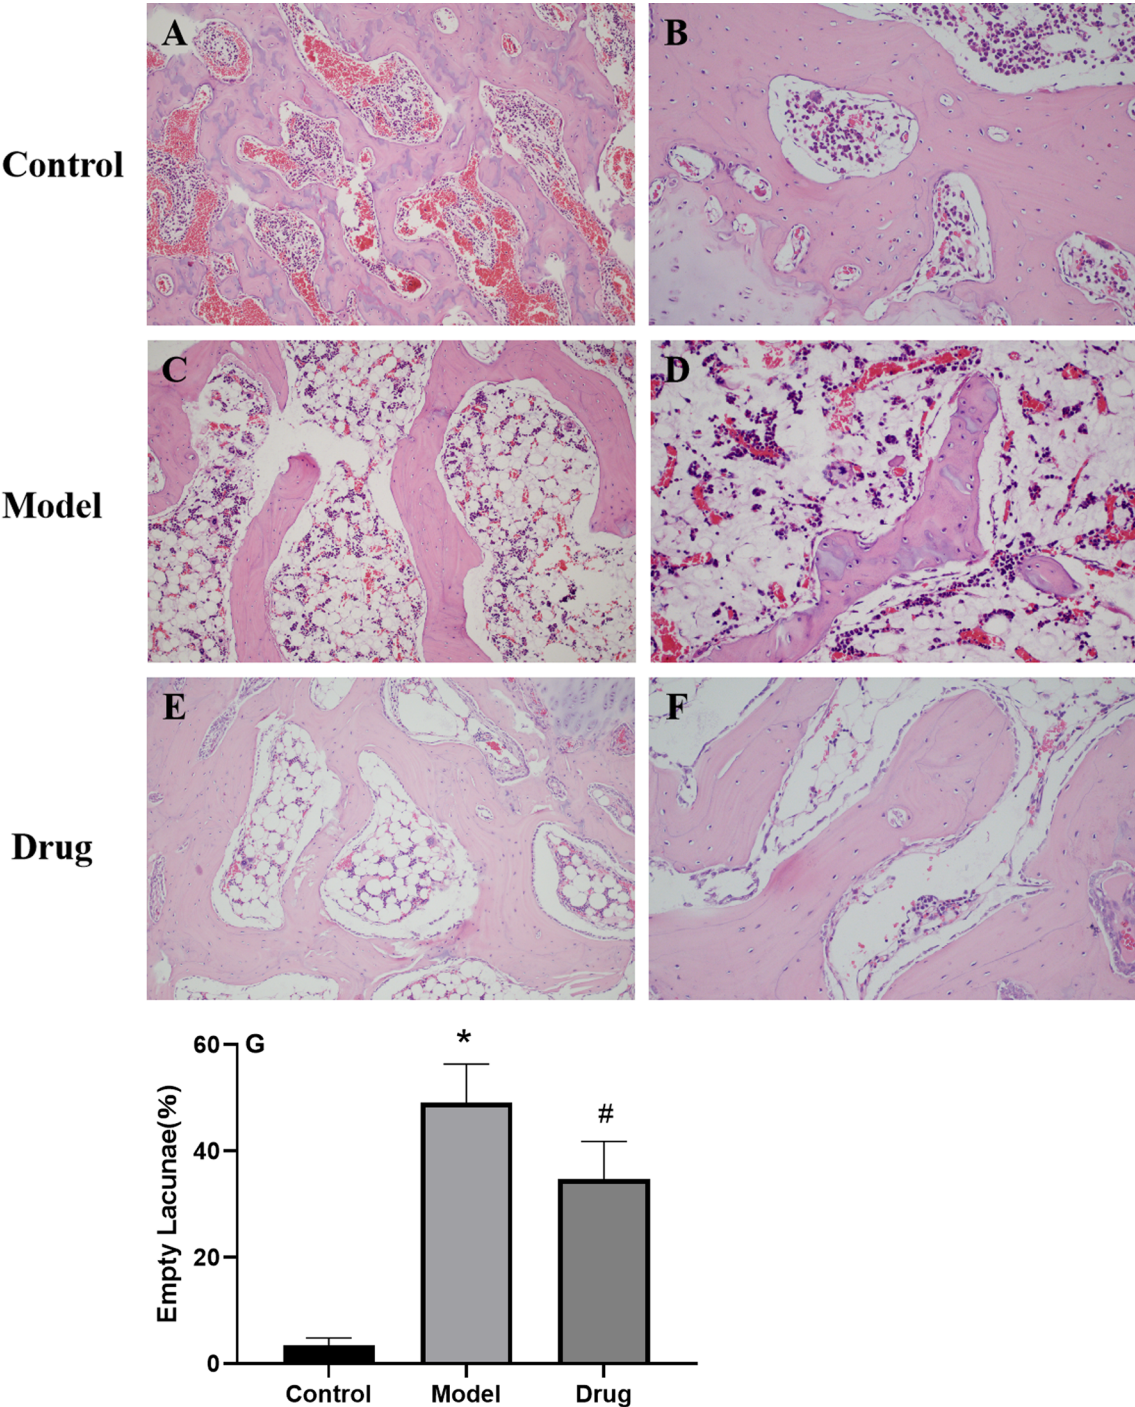 A
B
Control
C
D
Model
E
F
Drug
G
60
40
20
0
Empty Lacunae(%)
*
#
Control
Model
Drug